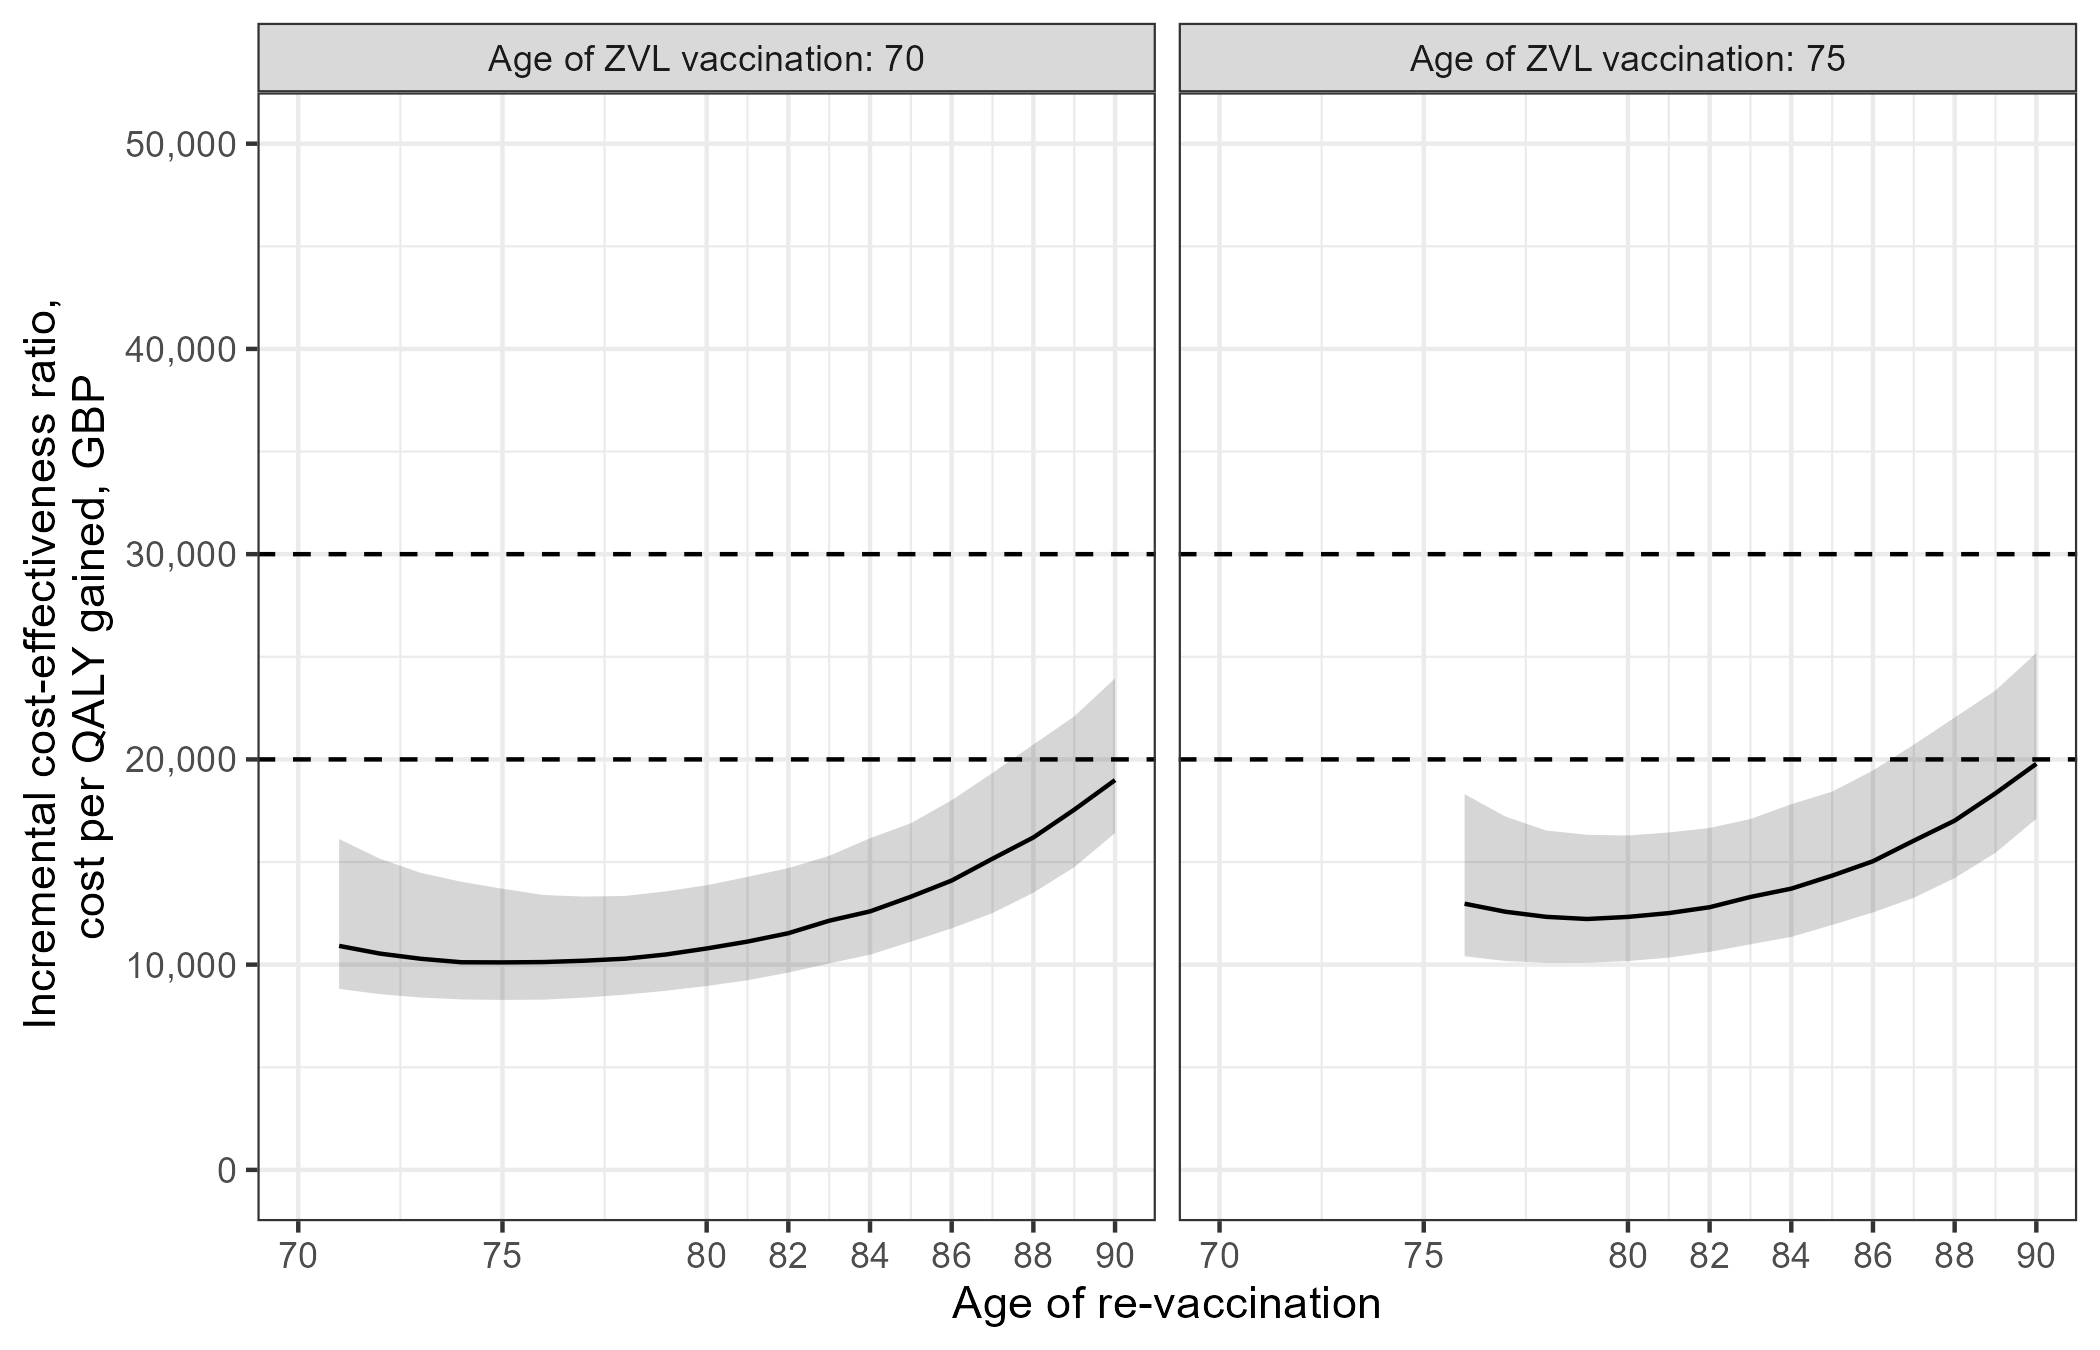 Age of ZVL vaccination: 70
Age of ZVL vaccination: 75
Incremental cost-effectiveness ratio,
cost per QALY gained, GBP
50,000
40,000
30,000
20,000
10,000
0
70 75 80 82 84 86 88 90
70 75 80 82 84 86 88 90
Age of re-vaccination